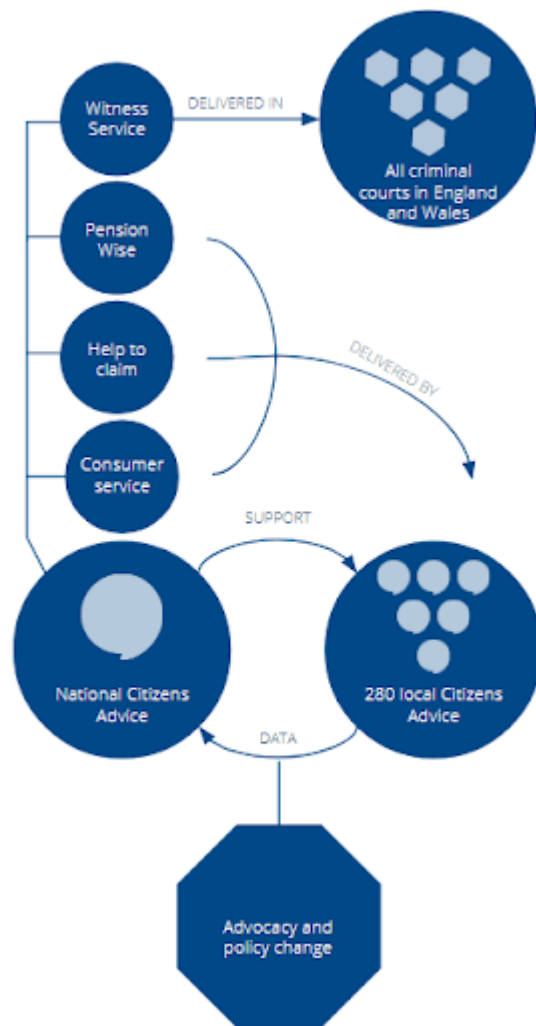 Witness
Service
DELIVERED IN
All criminal
courts in England
and Wales
Pension
Wise
Help to
claim
DELIVERED BY
Consumer
service
SUPPORT
National Citizens
Advice
280 local Citizens
Advice
DATA
Advocacy and
policy change